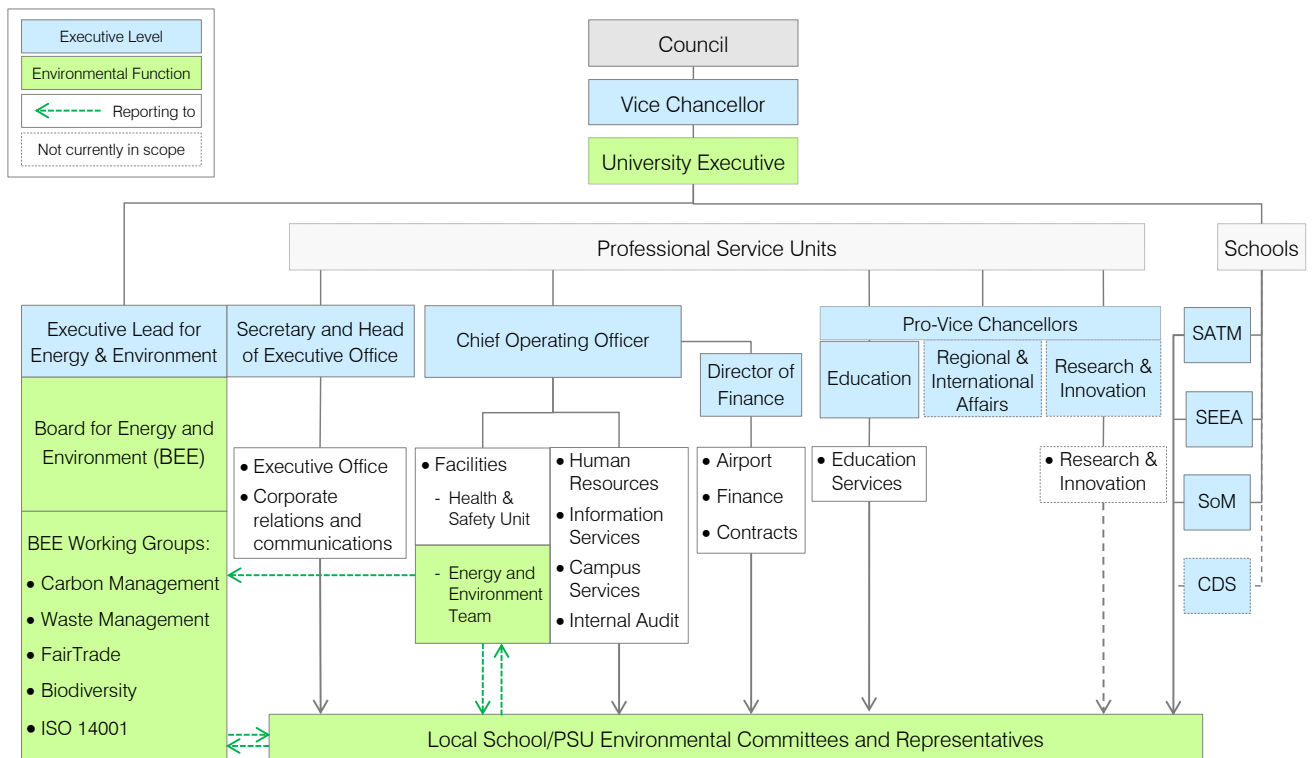 Executive Level
Environmental Function
Reporting to
Not currently in scope
Council
Vice Chancellor
University Executive
Professional Service Units
Schools
Executive Lead for
Energy & Environment
Secretary and Head
of Executive Office
Chief Operating Officer
Director of
Finance
Pro-Vice Chancellors
Education
Regional &
International
Affairs
Research &
Innovation
SATM
SEEA
SoM
CDS
Board for Energy and
Environment (BEE)
• Executive Office
• Corporate
relations and
communications
• Facilities
- Health &
Safety Unit
- Energy and
Environment
Team
• Human
Resources
• Information
Services
• Campus
Services
• Internal Audit
• Airport
• Finance
• Contracts
• Education
Services
• Research &
Innovation
BEE Working Groups:
• Carbon Management
• Waste Management
• FairTrade
• Biodiversity
• ISO 14001
Local School/PSU Environmental Committees and Representatives